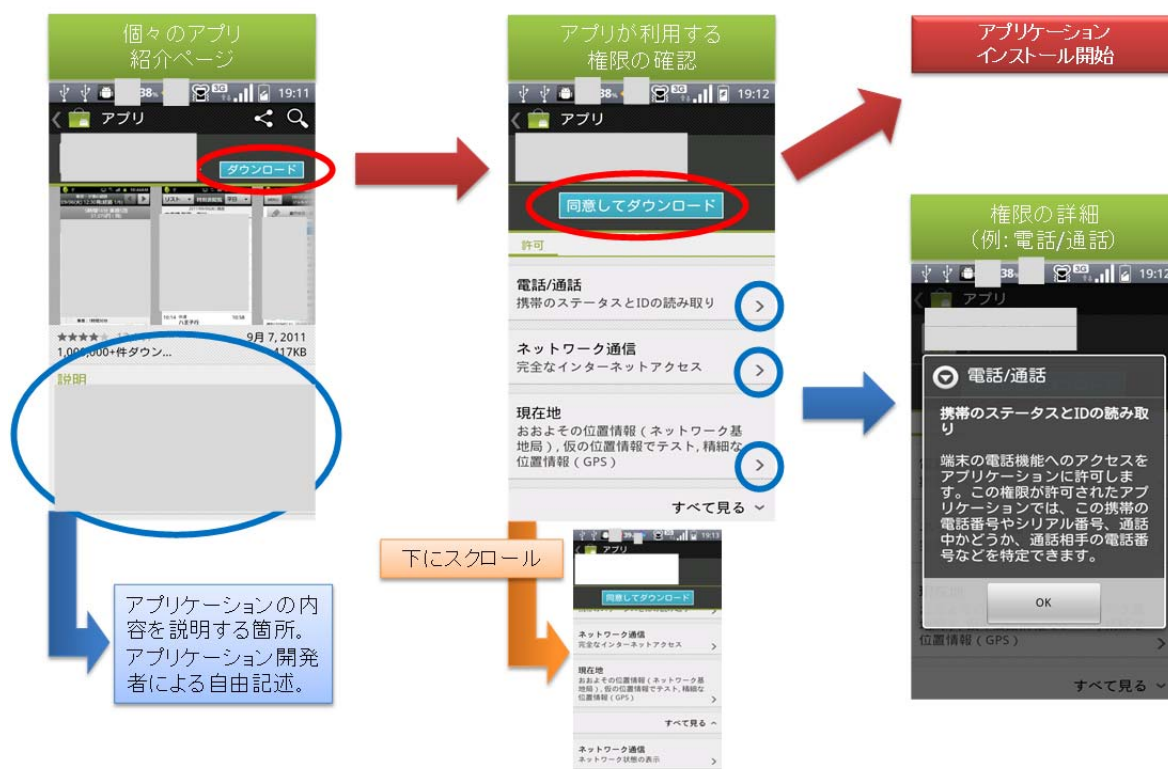 個々のアプリ
紹介ページ
38%
3G
19:11
アプリ
ダウンロード
リスト
平日
★★★★★
9月 7, 2011
1,000,000+件ダウン...
417KB
説明
アプリケーションの内
容を説明する箇所。
アプリケーション開発
者による自由記述。
アプリが利用する
権限の確認
38%
3G
19:12
アプリ
同意してダウンロード
許可
電話/通話
携帯のステータスとIDの読み取り
ネットワーク通信
完全なインターネットアクセス
現在地
おおよその位置情報 ( ネットワーク基
地局 ) , 仮の位置情報でテスト, 精細な
位置情報 ( GPS )
すべて見る
下にスクロール
19:13
アプリ
同意してダウンロード
ネットワーク通信
完全なインターネットアクセス
現在地
おおよその位置情報 ( ネットワーク基
地局 ) , 仮の位置情報でテスト, 精細な
位置情報 ( GPS )
すべて見る
ネットワーク通信
ネットワーク状態の表示
アプリケーション
インストール開始
権限の詳細
(例: 電話/通話)
38%
3G
19:12
アプリ
電話/通話
携帯のステータスとIDの読み取
り
端末の電話機能へのアクセスを
アプリケーションに許可しま
す。この権限が許可されたアプ
リケーションでは、この携帯の
電話番号やシリアル番号、通話
中かどうか、通話相手の電話番
号などを特定できます。
OK
位置情報 ( GPS )
すべて見る